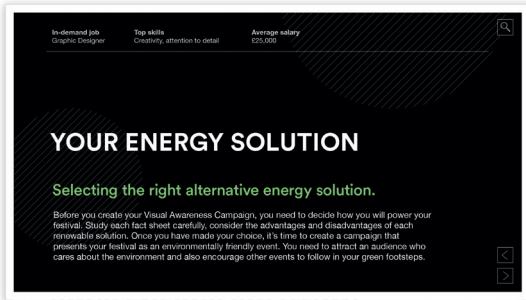 In-demand job
Graphic Designer
Top skills
Creativity, attention to detail
Average salary
£25,000
YOUR ENERGY SOLUTION
Selecting the right alternative energy solution.
Before you create your Visual Awareness Campaign, you need to decide how you will power your
festival. Study each fact sheet carefully, consider the advantages and disadvantages of each
renewable solution. Once you have made your choice, it's time to create a campaign that
presents your festival as an environmentally friendly event. You need to attract an audience who
cares about the environment and also encourage other events to follow in your green footsteps.